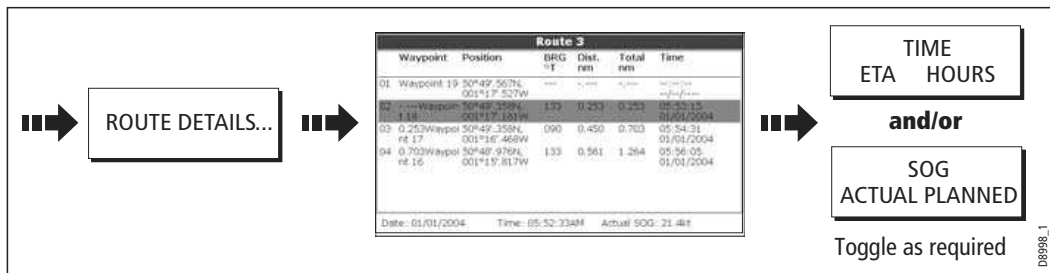 ROUTE DETAILS...
Route 3
Waypoint Position BRG Dist. Total Time
°T nm nm
01 Waypoint 19 50°49'.567N, --- -.--- -.--- --:--:--
001°17'.527W --/--/----
02 -.---Waypoin 50°49'.358N, 133 0.253 0.253 05:53:15
t 18 001°17'.181W 01/01/2004
03 0.253Waypoi 50°49'.358N, 090 0.450 0.703 05:54:31
nt 17 001°16'.468W 01/01/2004
04 0.703Waypoi 50°48'.976N, 133 0.561 1.264 05:56:05
nt 16 001°15'.817W 01/01/2004
Date: 01/01/2004 Time: 05:52:33AM Actual SOG: 21.4kt
TIME
ETA HOURS
and/or
SOG
ACTUAL PLANNED
Toggle as required
D8998_1